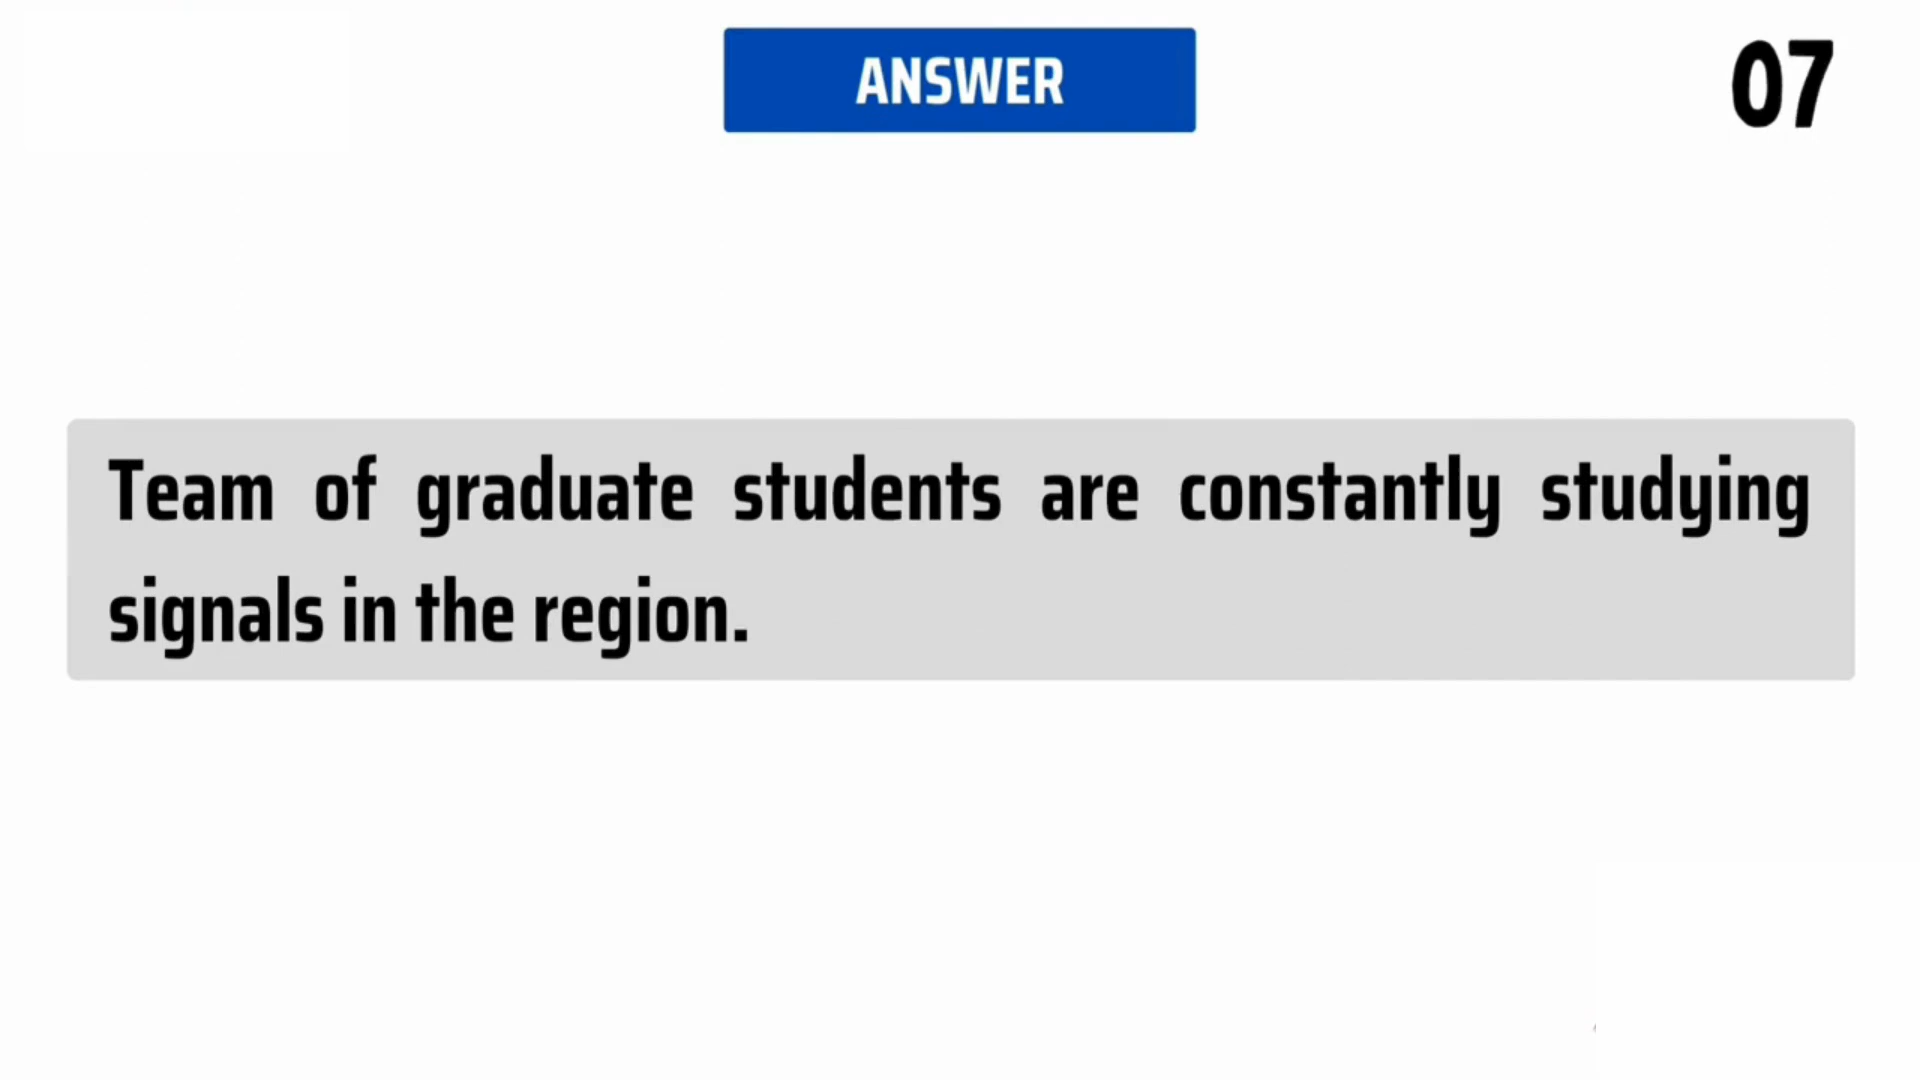 ANSWER
07
Team of graduate students are constantly studying
signals in the region.